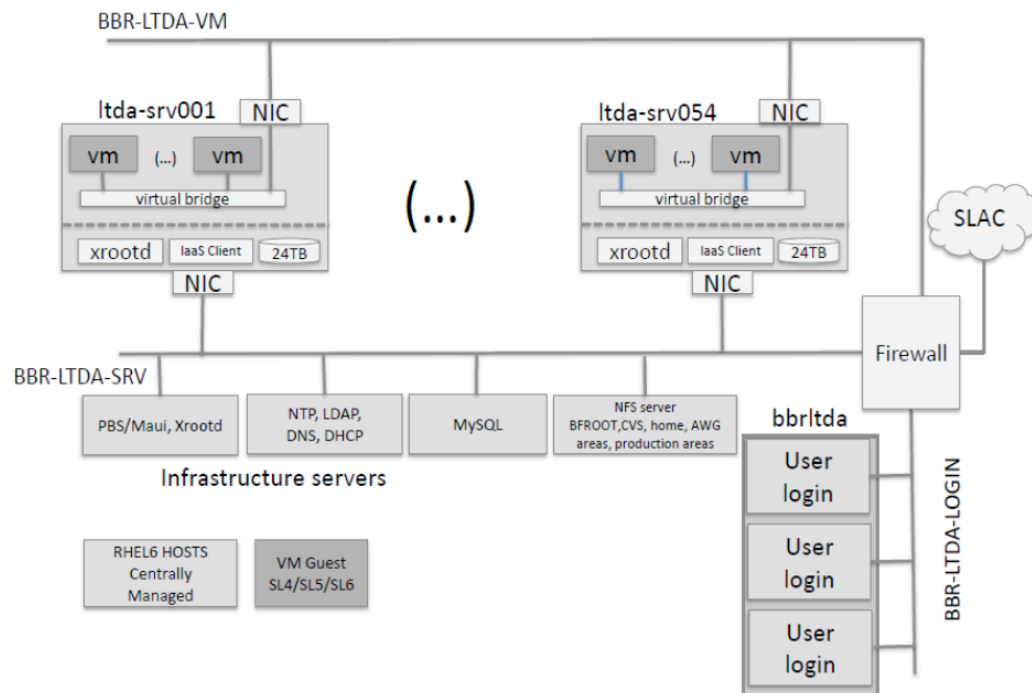 BBR-LTDA-VM
ltda-srv001
NIC
vm
(...)
vm
virtual bridge
xrootd
IaaS Client
24TB
NIC
(...)
ltda-srv054
NIC
vm
(...)
vm
virtual bridge
xrootd
IaaS Client
24TB
NIC
SLAC
Firewall
BBR-LTDA-SRV
PBS/Maui, Xrootd
NTP, LDAP,
DNS, DHCP
MySQL
NFS server
BFROOT,CVS, home, AWG
areas, production areas
Infrastructure servers
bbrltda
User
login
User
login
User
login
BBR-LTDA-LOGIN
RHEL6 HOSTS
Centrally
Managed
VM Guest
SL4/SL5/SL6